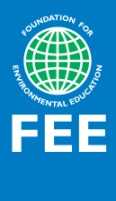 FOUNDATION FOR
ENVIRONMENTAL EDUCATION
FEE